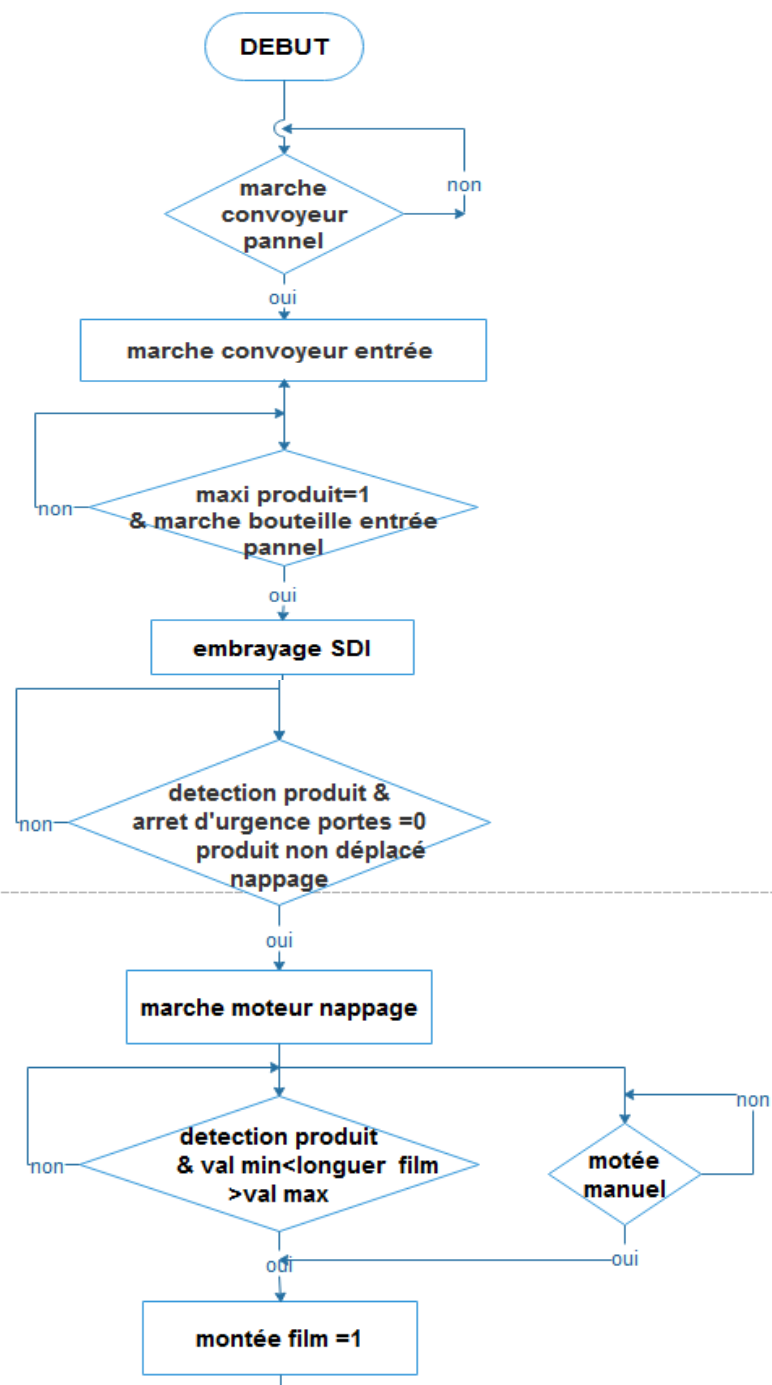 DEBUT
marche
convoyeur
pannel
non
oui
marche convoyeur entrée
maxi produit=1
& marche bouteille entrée
pannel
non
oui
embrayage SDI
detection produit &
arret d'urgence portes =0
produit non déplacé
nappage
non
oui
marche moteur nappage
detection produit
& val min<longuer film
>val max
non
motée
manuel
non
oui
oui
montée film =1